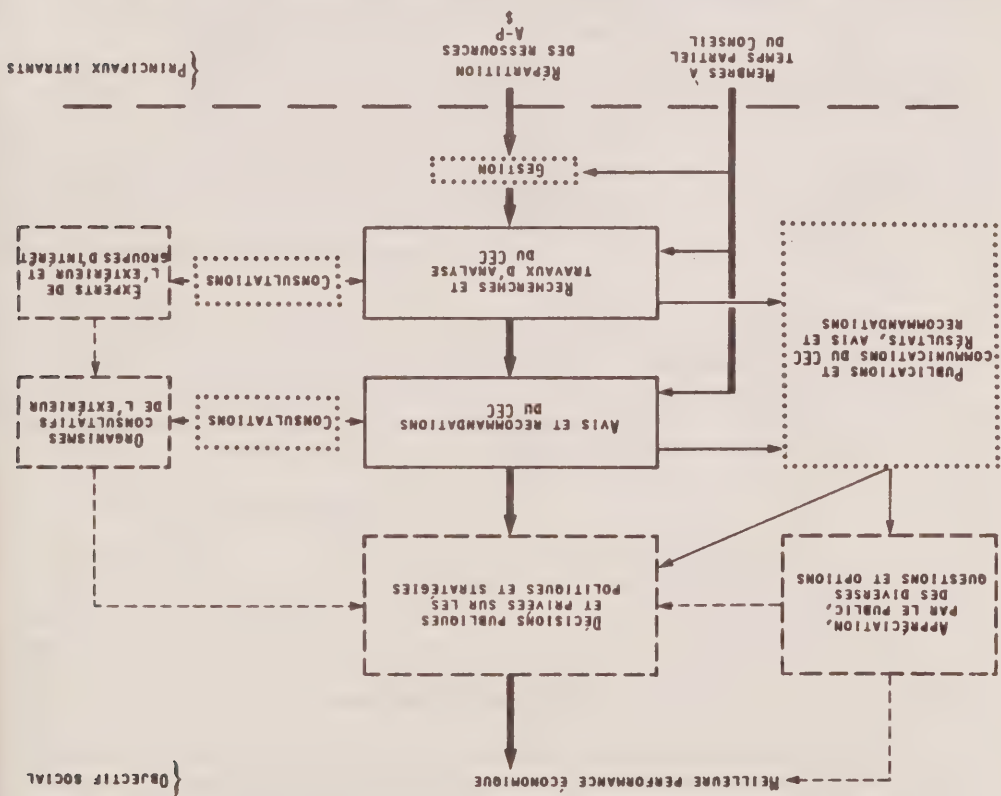 MEILLEURE PERFORMANCE ÉCONOMIQUE
OBJECTIF SOCIAL
APPRÉCIATION,
PAR LE PUBLIC,
DES DIVERSES
QUESTIONS ET OPTIONS
DÉCISIONS PUBLIQUES
ET PRIVÉES SUR LES
POLITIQUES ET STRATÉGIES
PUBLICATIONS ET
COMMUNICATIONS DU CEC
RÉSULTATS, AVIS ET
RECOMMANDATIONS
AVIS ET RECOMMANDATIONS
DU CEC
CONSULTATIONS
ORGANISMES
CONSULTATIFS
DE L'EXTÉRIEUR
RECHERCHES ET
TRAVAUX D'ANALYSE
DU CEC
CONSULTATIONS
EXPERTS DE
L'EXTÉRIEUR ET
GROUPES D'INTÉRÊT
GESTION
MEMBRES À
TEMPS PARTIEL
DU CONSEIL
RÉPARTITION
DES RESSOURCES
A-P
$
PRINCIPAUX INTRANTS